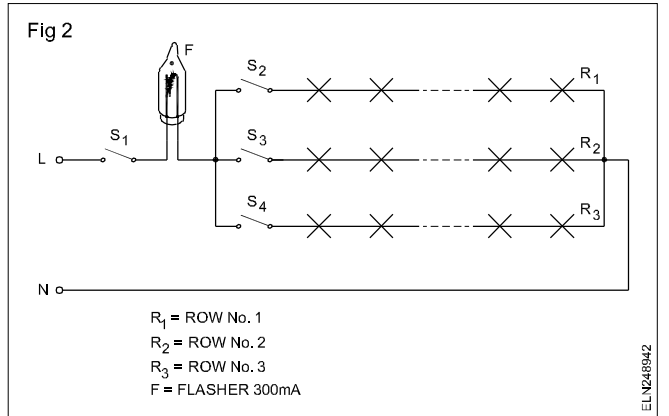 Fig 2
F
S2
R1
S1
S3
L
R2
S4
R3
N
R1 = ROW No. 1
R2 = ROW No. 2
R3 = ROW No. 3
F = FLASHER 300mA
ELN248942